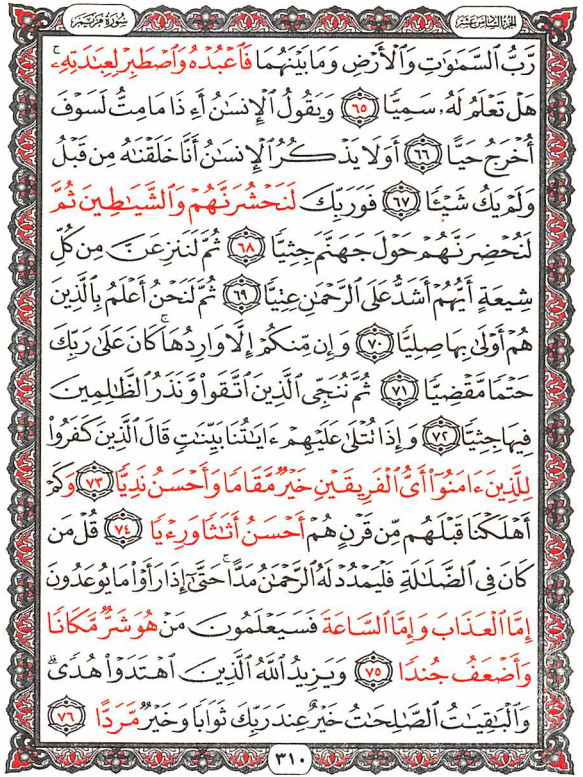 سورة مريم الجزء السادس عشر
رَّبُّ ٱلسَّمَٰوَٰتِ وَٱلْأَرْضِ وَمَا بَيْنَهُمَا فَٱعْبُدْهُ وَٱصْطَبِرْ لِعِبَٰدَتِهِۦ ۚ
هَلْ تَعْلَمُ لَهُۥ سَمِيًّا ٦٥ وَيَقُولُ ٱلْإِنسَٰنُ أَءِذَا مَا مِتُّ لَسَوْفَ
أُخْرَجُ حَيًّا ٦٦ أَوَلَا يَذْكُرُ ٱلْإِنسَٰنُ أَنَّا خَلَقْنَٰهُ مِن قَبْلُ
وَلَمْ يَكُ شَيْـًٔا ٦٧ فَوَرَبِّكَ لَنَحْشُرَنَّهُمْ وَٱلشَّيَٰطِينَ ثُمَّ
لَنُحْضِرَنَّهُمْ حَوْلَ جَهَنَّمَ جِثِيًّا ٦٨ ثُمَّ لَنَنزِعَنَّ مِن كُلِّ
شِيعَةٍ أَيُّهُمْ أَشَدُّ عَلَى ٱلرَّحْمَٰنِ عِتِيًّا ٦٩ ثُمَّ لَنَحْنُ أَعْلَمُ بِٱلَّذِينَ
هُمْ أَوْلَىٰ بِهَا صِلِيًّا ٧٠ وَإِن مِّنكُمْ إِلَّا وَارِدُهَا ۚ كَانَ عَلَىٰ رَبِّكَ
حَتْمًا مَّقْضِيًّا ٧١ ثُمَّ نُنَجِّى ٱلَّذِينَ ٱتَّقَوا۟ وَّنَذَرُ ٱلظَّٰلِمِينَ
فِيهَا جِثِيًّا ٧٢ وَإِذَا تُتْلَىٰ عَلَيْهِمْ ءَايَٰتُنَا بَيِّنَٰتٍ قَالَ ٱلَّذِينَ كَفَرُوا۟
لِلَّذِينَ ءَامَنُوٓا۟ أَىُّ ٱلْفَرِيقَيْنِ خَيْرٌ مَّقَامًا وَأَحْسَنُ نَدِيًّا ٧٣ وَكَمْ
أَهْلَكْنَا قَبْلَهُم مِّن قَرْنٍ هُمْ أَحْسَنُ أَثَٰثًا وَرِءْيًا ٧٤ قُلْ مَن
كَانَ فِى ٱلضَّلَٰلَةِ فَلْيَمْدُدْ لَهُ ٱلرَّحْمَٰنُ مَدًّا ۚ حَتَّىٰٓ إِذَا رَأَوْا۟ مَا يُوعَدُونَ
إِمَّا ٱلْعَذَابَ وَإِمَّا ٱلسَّاعَةَ فَسَيَعْلَمُونَ مَنْ هُوَ شَرٌّ مَّكَانًا
وَأَضْعَفُ جُندًا ٧٥ وَيَزِيدُ ٱللَّهُ ٱلَّذِينَ ٱهْتَدَوْا۟ هُدًى ۗ
وَٱلْبَٰقِيَٰتُ ٱلصَّٰلِحَٰتُ خَيْرٌ عِندَ رَبِّكَ ثَوَابًا وَخَيْرٌ مَّرَدًّا ٧٦
٣١٠